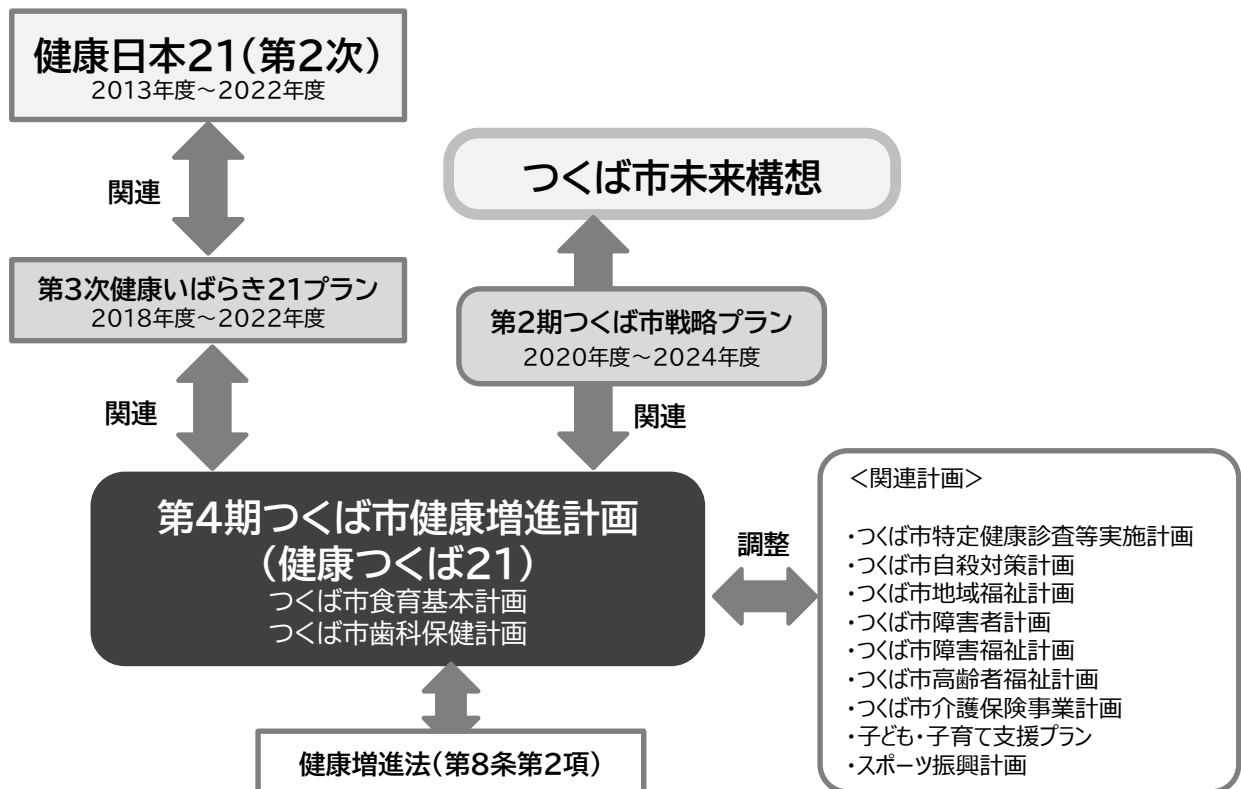 健康日本21(第2次)
2013年度～2022年度
関連
つくば市未来構想
第3次健康いばらき21プラン
2018年度～2022年度
第2期つくば市戦略プラン
2020年度～2024年度
関連
関連
第4期つくば市健康増進計画
(健康つくば21)
つくば市食育基本計画
つくば市歯科保健計画
調整
＜関連計画＞
・つくば市特定健康診査等実施計画
・つくば市自殺対策計画
・つくば市地域福祉計画
・つくば市障害者計画
・つくば市障害福祉計画
・つくば市高齢者福祉計画
・つくば市介護保険事業計画
・子ども・子育て支援プラン
・スポーツ振興計画
健康増進法(第8条第2項)